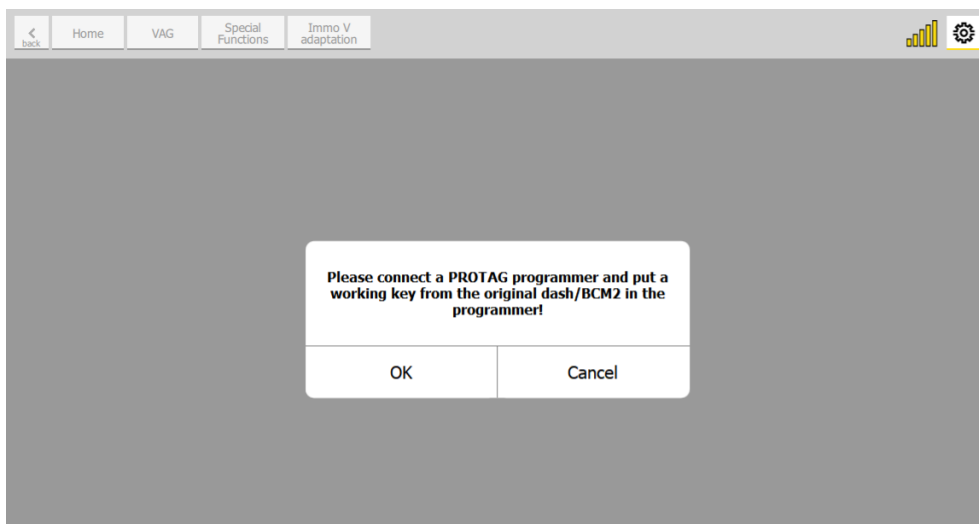 back
Home
VAG
Special
Functions
Immo V
adaptation
Please connect a PROTAG programmer and put a
working key from the original dash/BCM2 in the
programmer!
OK
Cancel